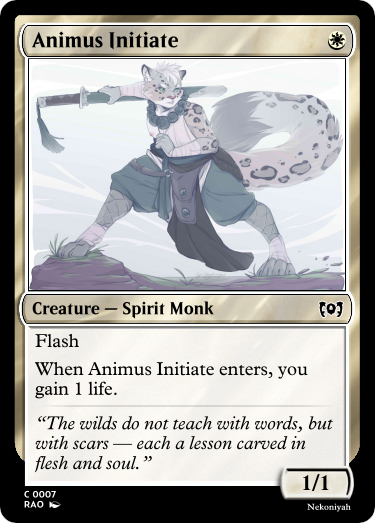 Animus Initiate
Creature — Spirit Monk
Flash
When Animus Initiate enters, you
gain 1 life.
“The wilds do not teach with words, but
with scars — each a lesson carved in
flesh and soul.”
1/1
C 0007
RAO
Nekoniyah